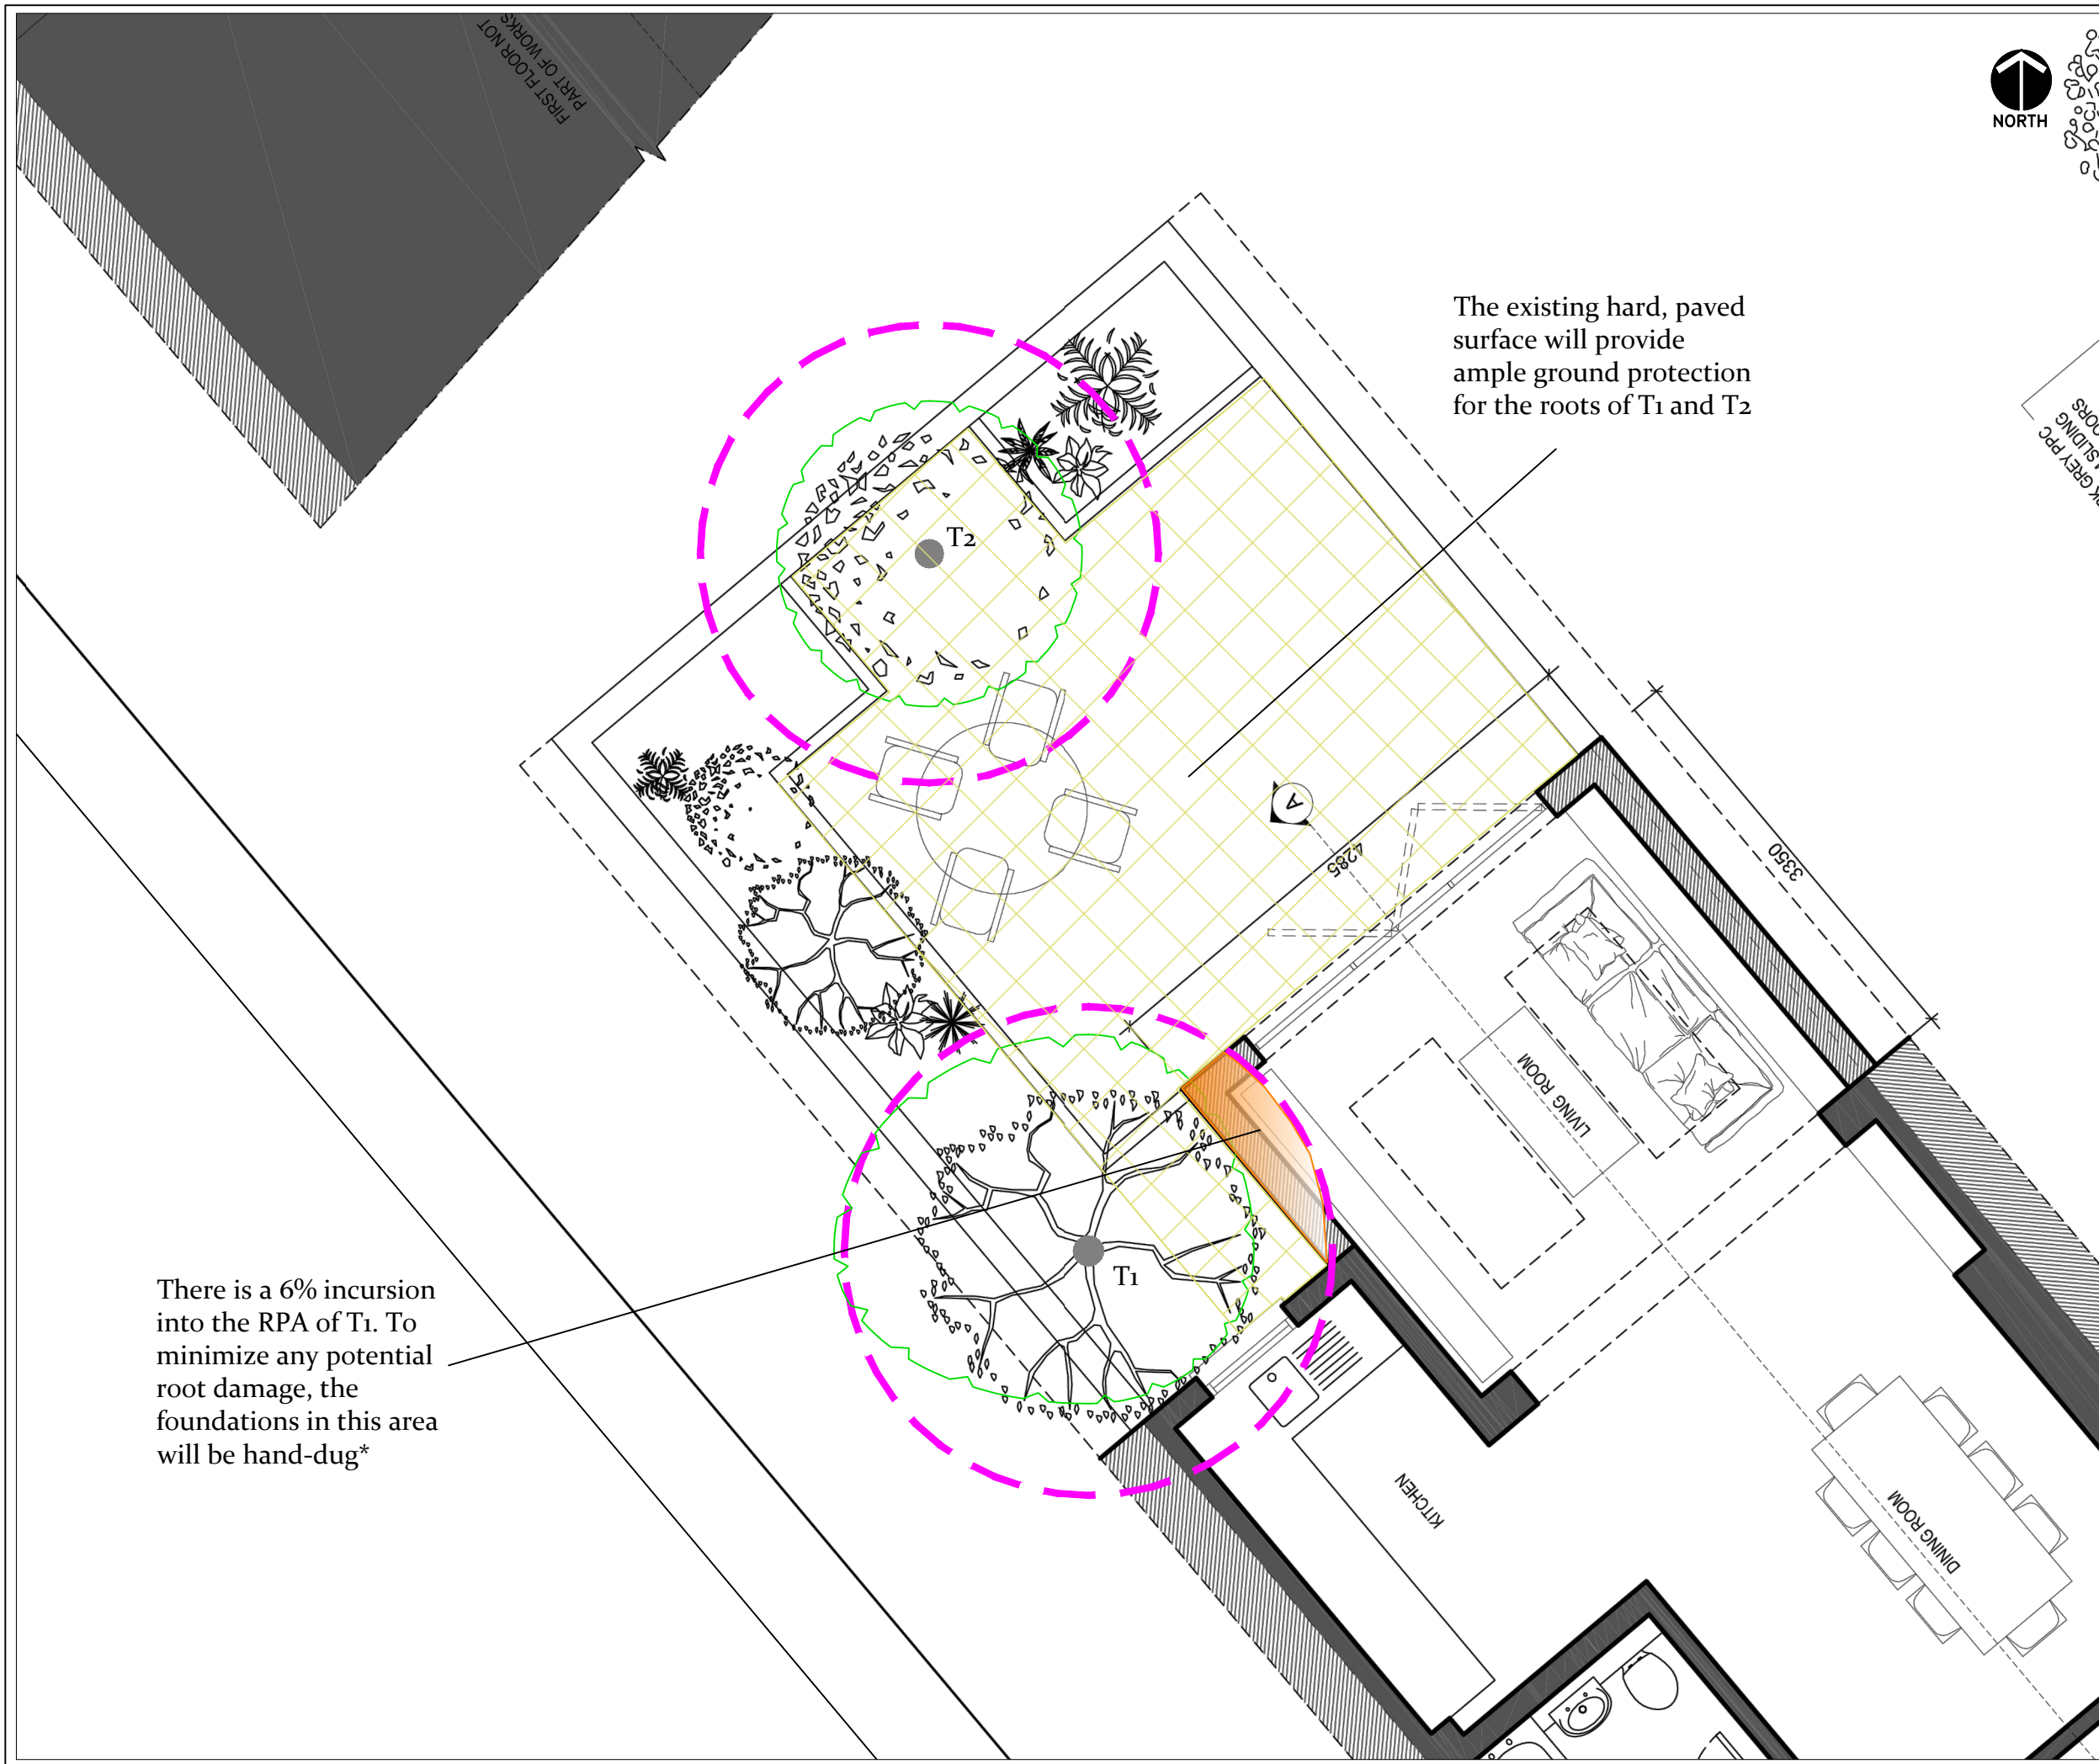 FIRST FLOOR NOT
PART OF WORKS
NORTH
The existing hard, paved
surface will provide
ample ground protection
for the roots of T1 and T2
GREY PPC
SLIDING
T2
A
4285
3350
LIVING ROOM
T1
There is a 6% incursion
into the RPA of T1. To
minimize any potential
root damage, the
foundations in this area
will be hand-dug*
KITCHEN
DINING ROOM